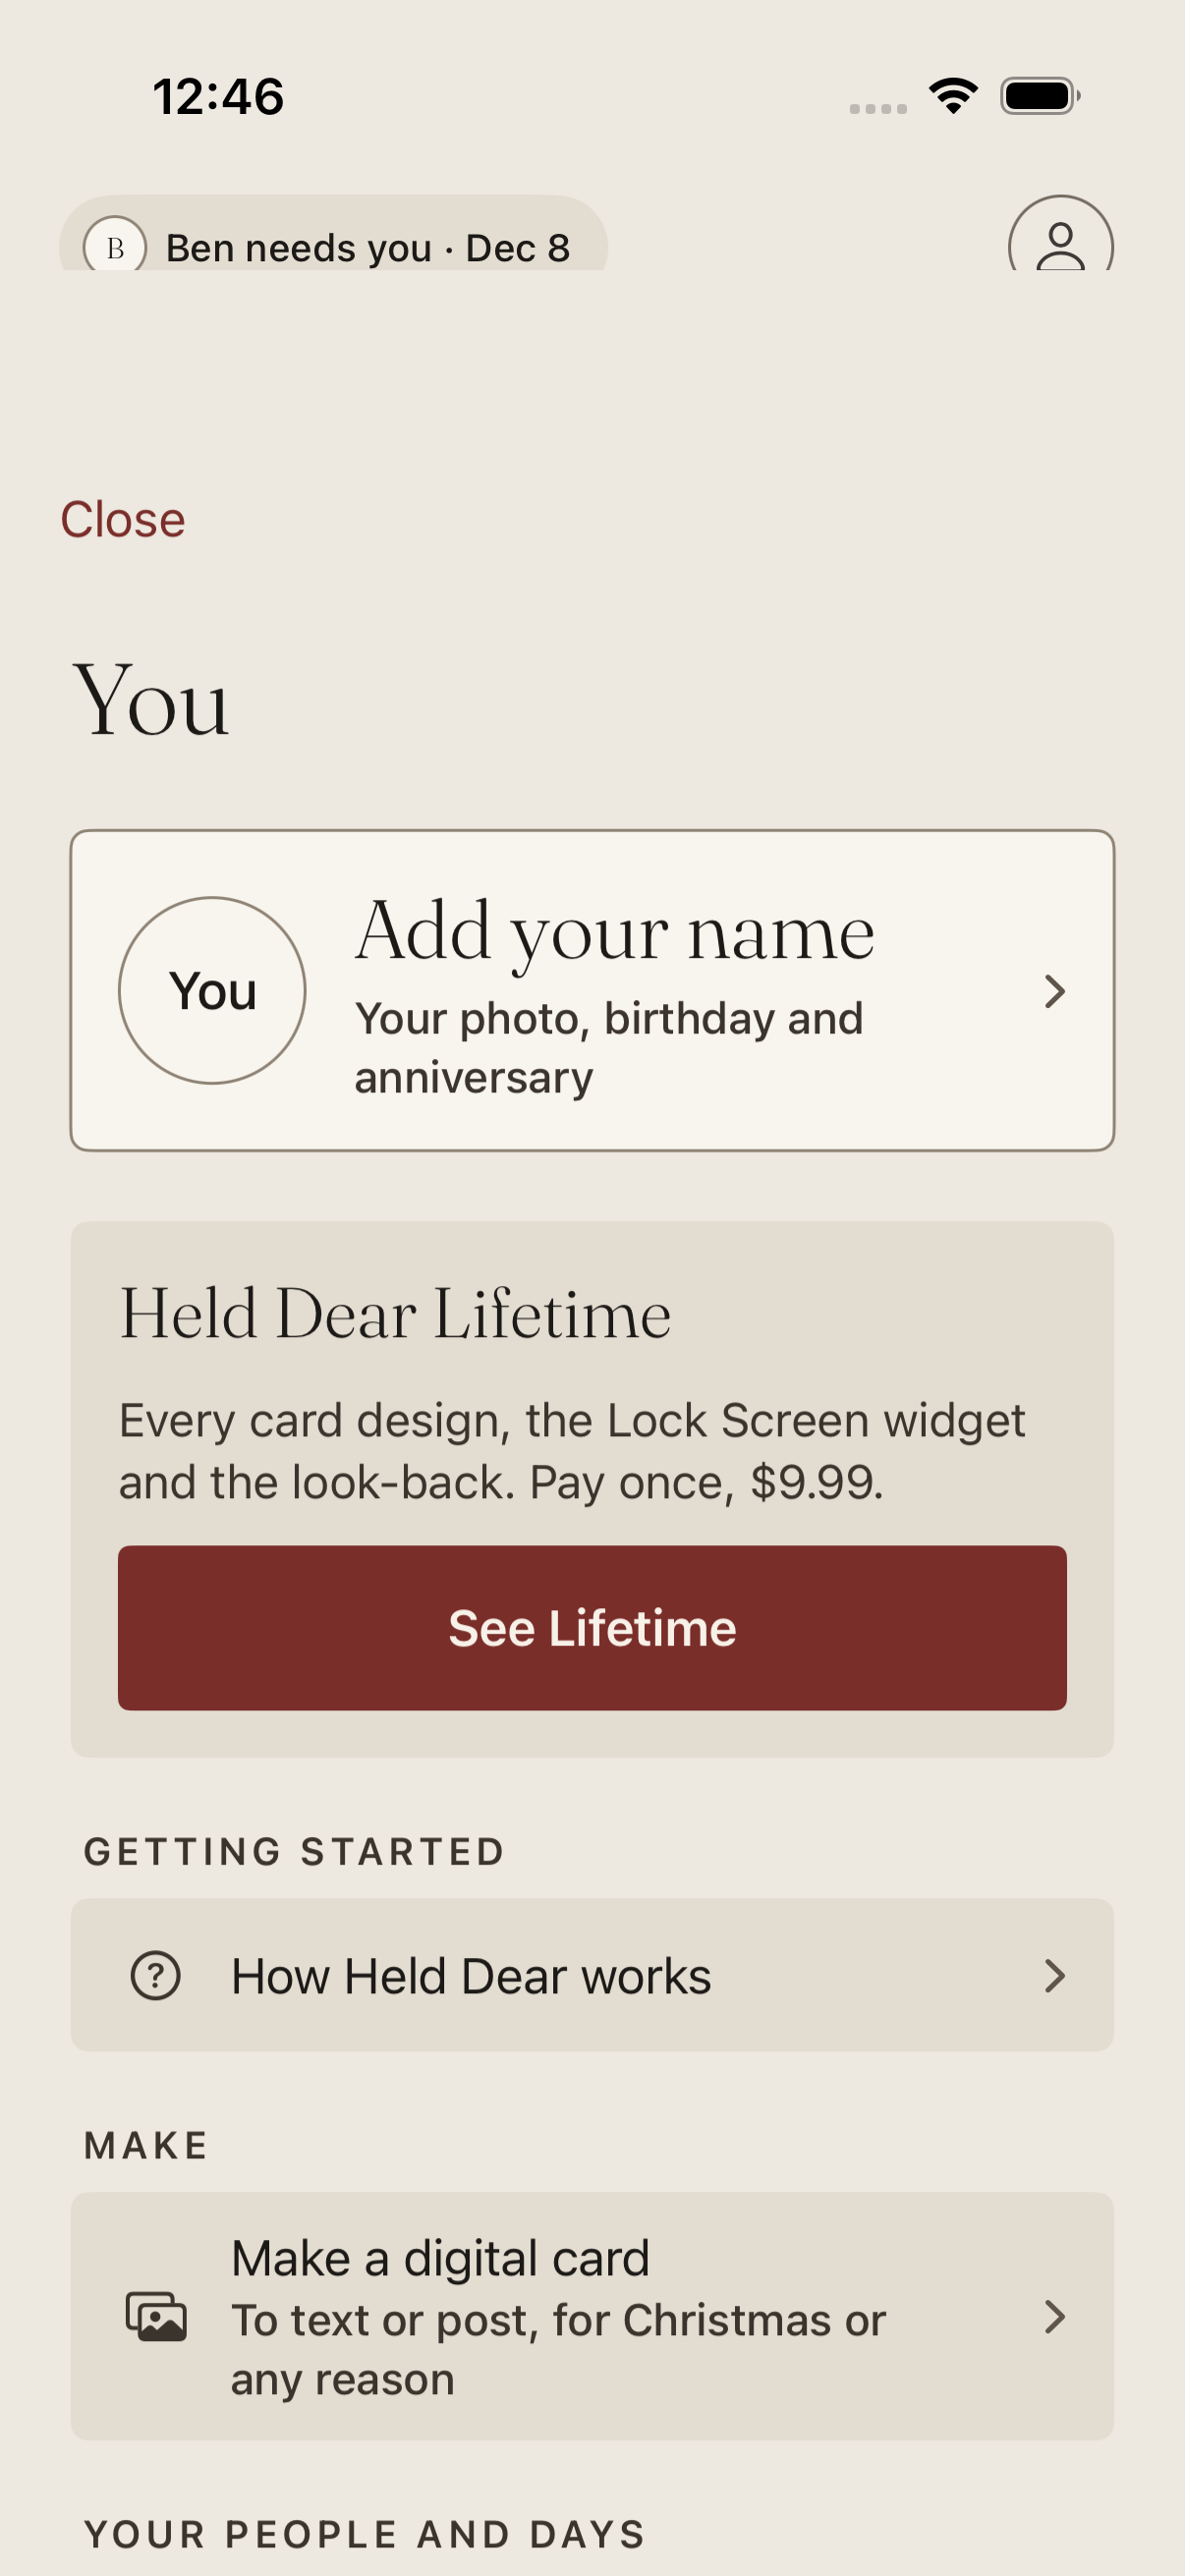 12:46
B Ben needs you · Dec 8
Close
You
Add your name
You
Your photo, birthday and
anniversary
Held Dear Lifetime
Every card design, the Lock Screen widget
and the look-back. Pay once, $9.99.
See Lifetime
GETTING STARTED
? How Held Dear works
MAKE
Make a digital card
To text or post, for Christmas or
any reason
YOUR PEOPLE AND DAYS